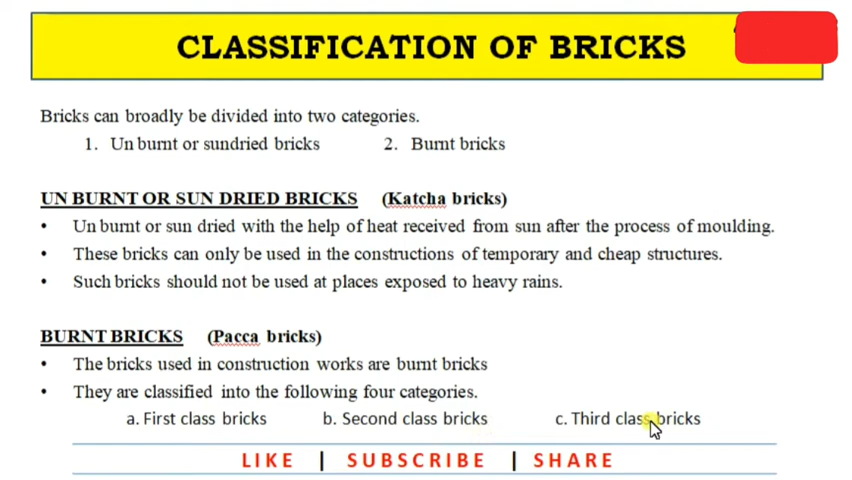 CLASSIFICATION OF BRICKS
Bricks can broadly be divided into two categories.
1. Un burnt or sundried bricks 2. Burnt bricks
UN BURNT OR SUN DRIED BRICKS (Katcha bricks)
• Un burnt or sun dried with the help of heat received from sun after the process of moulding.
• These bricks can only be used in the constructions of temporary and cheap structures.
• Such bricks should not be used at places exposed to heavy rains.
BURNT BRICKS (Pacca bricks)
• The bricks used in construction works are burnt bricks
• They are classified into the following four categories.
a. First class bricks b. Second class bricks c. Third class bricks
LIKE | SUBSCRIBE | SHARE